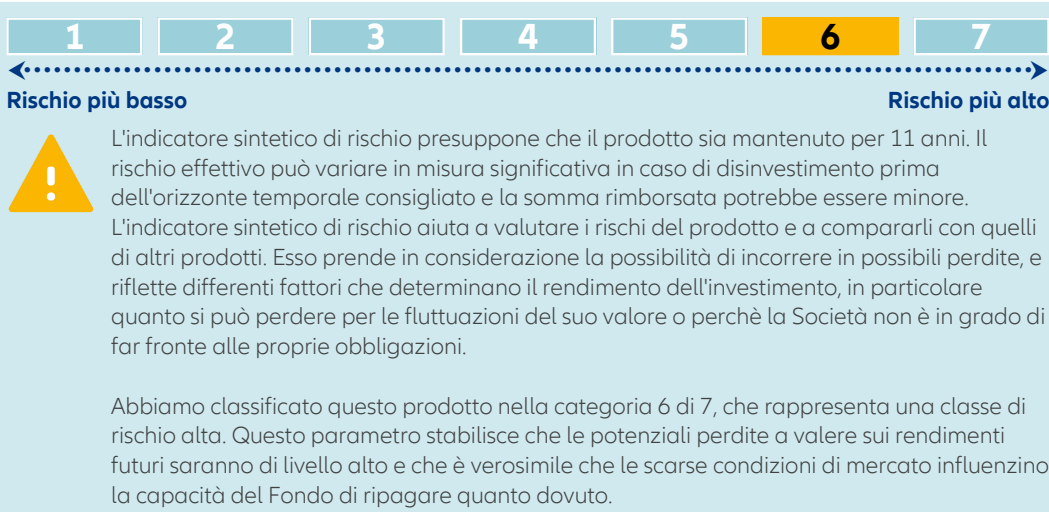 1 2 3 4 5 6 7
Rischio più basso Rischio più alto
L'indicatore sintetico di rischio presuppone che il prodotto sia mantenuto per 11 anni. Il
rischio effettivo può variare in misura significativa in caso di disinvestimento prima
dell'orizzonte temporale consigliato e la somma rimborsata potrebbe essere minore.
L'indicatore sintetico di rischio aiuta a valutare i rischi del prodotto e a compararli con quelli
di altri prodotti. Esso prende in considerazione la possibilità di incorrere in possibili perdite, e
riflette differenti fattori che determinano il rendimento dell'investimento, in particolare
quanto si può perdere per le fluttuazioni del suo valore o perchè la Società non è in grado di
far fronte alle proprie obbligazioni.
Abbiamo classificato questo prodotto nella categoria 6 di 7, che rappresenta una classe di
rischio alta. Questo parametro stabilisce che le potenziali perdite a valere sui rendimenti
futuri saranno di livello alto e che è verosimile che le scarse condizioni di mercato influenzino
la capacità del Fondo di ripagare quanto dovuto.